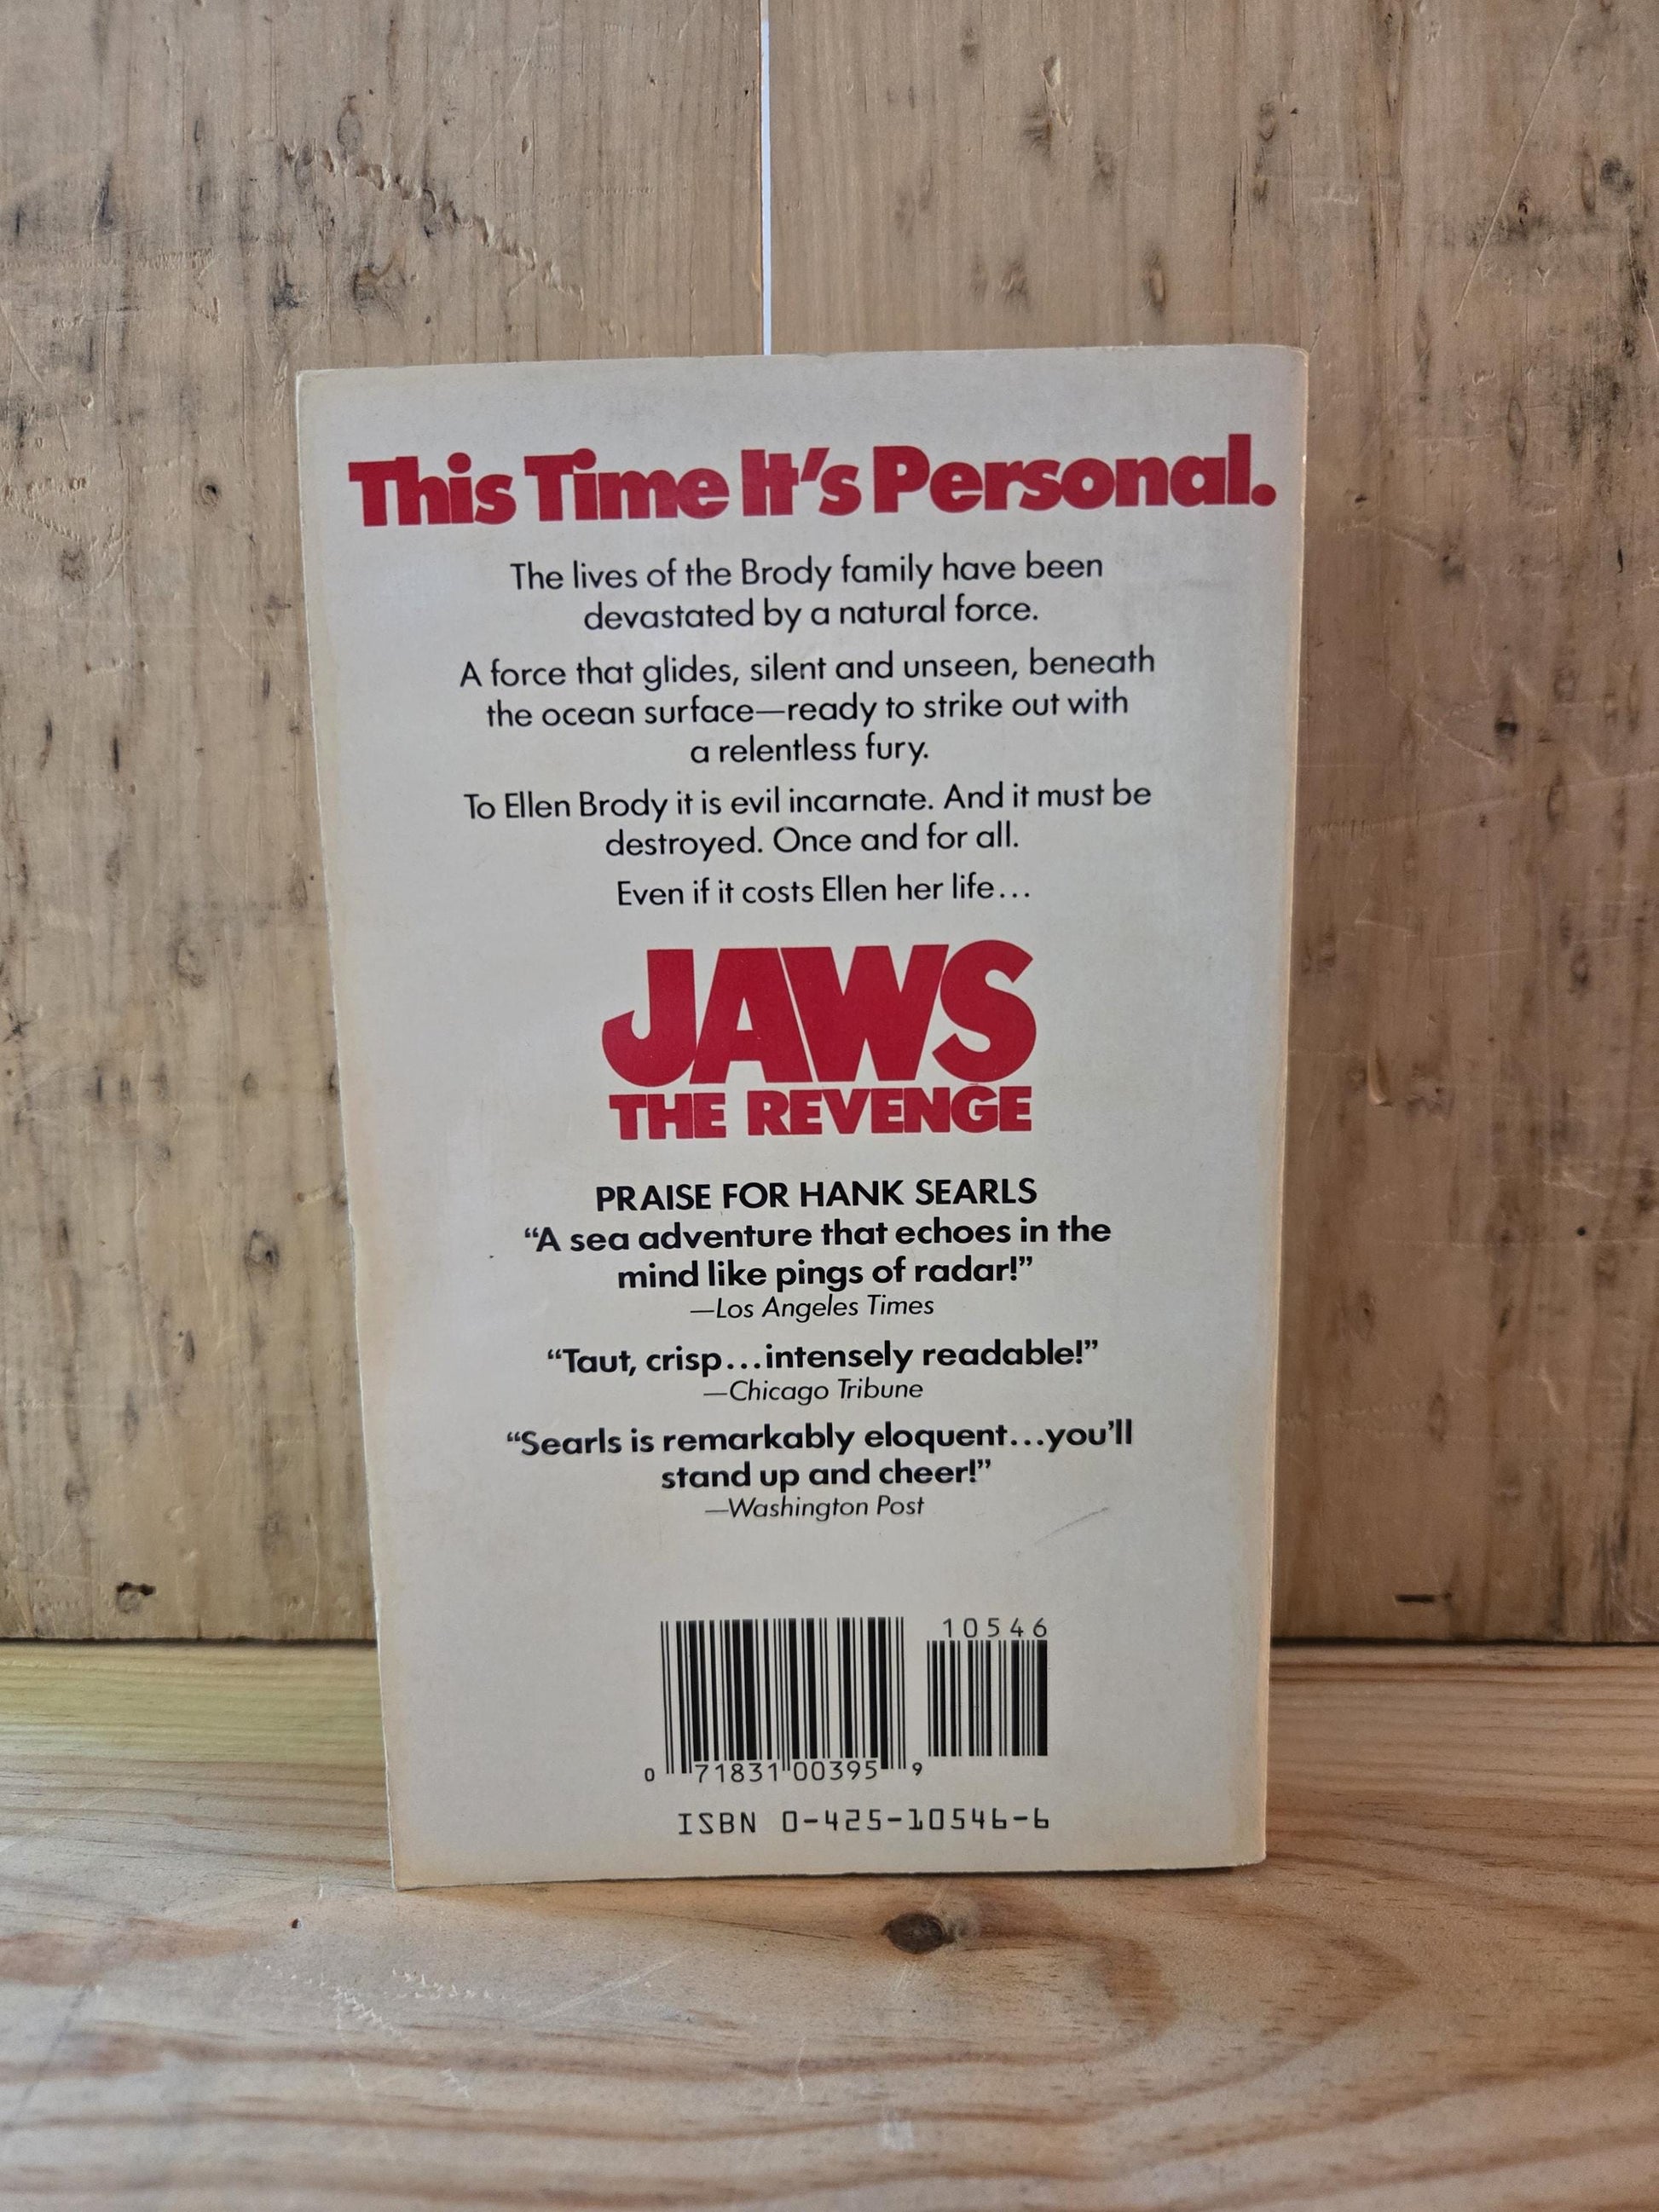 This Time It's Personal.
The lives of the Brody family have been
devastated by a natural force.
A force that glides, silent and unseen, beneath
the ocean surface—ready to strike out with
a relentless fury.
To Ellen Brody it is evil incarnate. And it must be
destroyed. Once and for all.
Even if it costs Ellen her life...
JAWS
THE REVENGE
PRAISE FOR HANK SEARLS
“A sea adventure that echoes in the
mind like pings of radar!”
—Los Angeles Times
“Taut, crisp...intensely readable!”
—Chicago Tribune
“Searls is remarkably eloquent...you'll
stand up and cheer!”
—Washington Post
10546
0 71831 00395 9
ISBN 0-425-10546-6